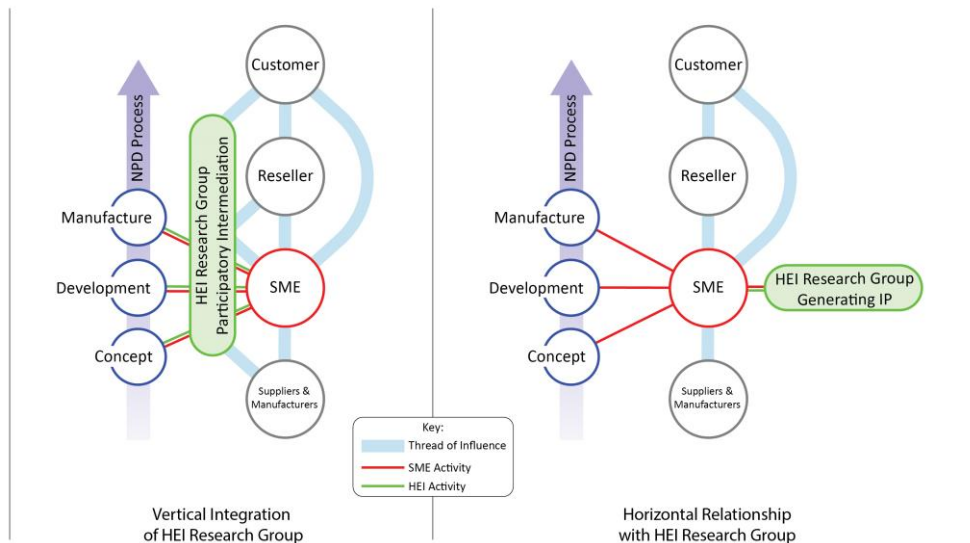 Customer
Reseller
NPD Process
HEI Research Group
Participatory Intermediation
Manufacture
Development
Concept
SME
Suppliers &
Manufacturers
Vertical Integration
of HEI Research Group
Key:
Thread of Influence
SME Activity
HEI Activity
Customer
Reseller
NPD Process
Manufacture
Development
Concept
SME
HEI Research Group
Generating IP
Suppliers &
Manufacturers
Horizontal Relationship
with HEI Research Group